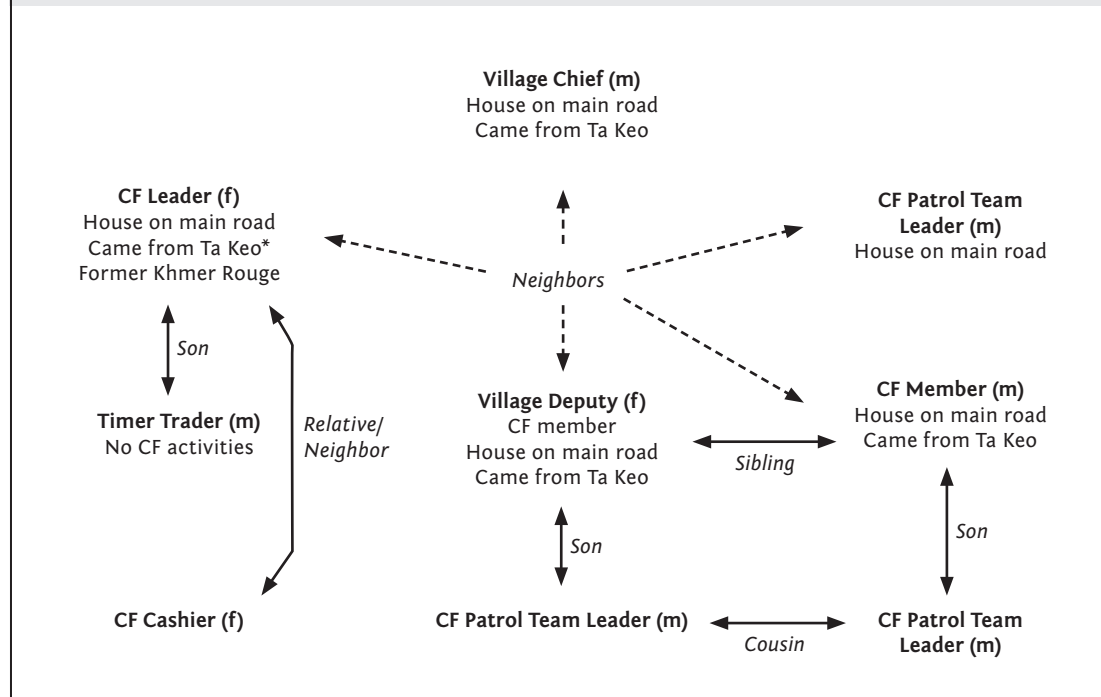 Village Chief (m)
House on main road
Came from Ta Keo
CF Leader (f)
House on main road
Came from Ta Keo*
Former Khmer Rouge
CF Patrol Team
Leader (m)
House on main road
Neighbors
Son
Timer Trader (m)
No CF activities
Relative/
Neighbor
Village Deputy (f)
CF member
House on main road
Came from Ta Keo
Sibling
CF Member (m)
House on main road
Came from Ta Keo
Son
Son
CF Cashier (f)
CF Patrol Team Leader (m)
Cousin
CF Patrol Team
Leader (m)